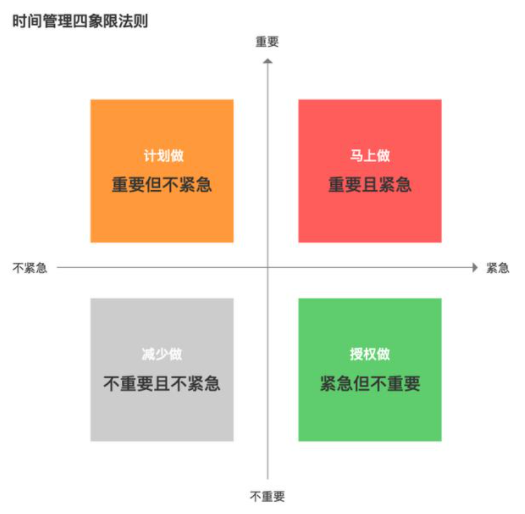 时间管理四象限法则
重要
计划做
重要但不紧急
马上做
重要且紧急
不紧急
紧急
减少做
不重要且不紧急
授权做
紧急但不重要
不重要